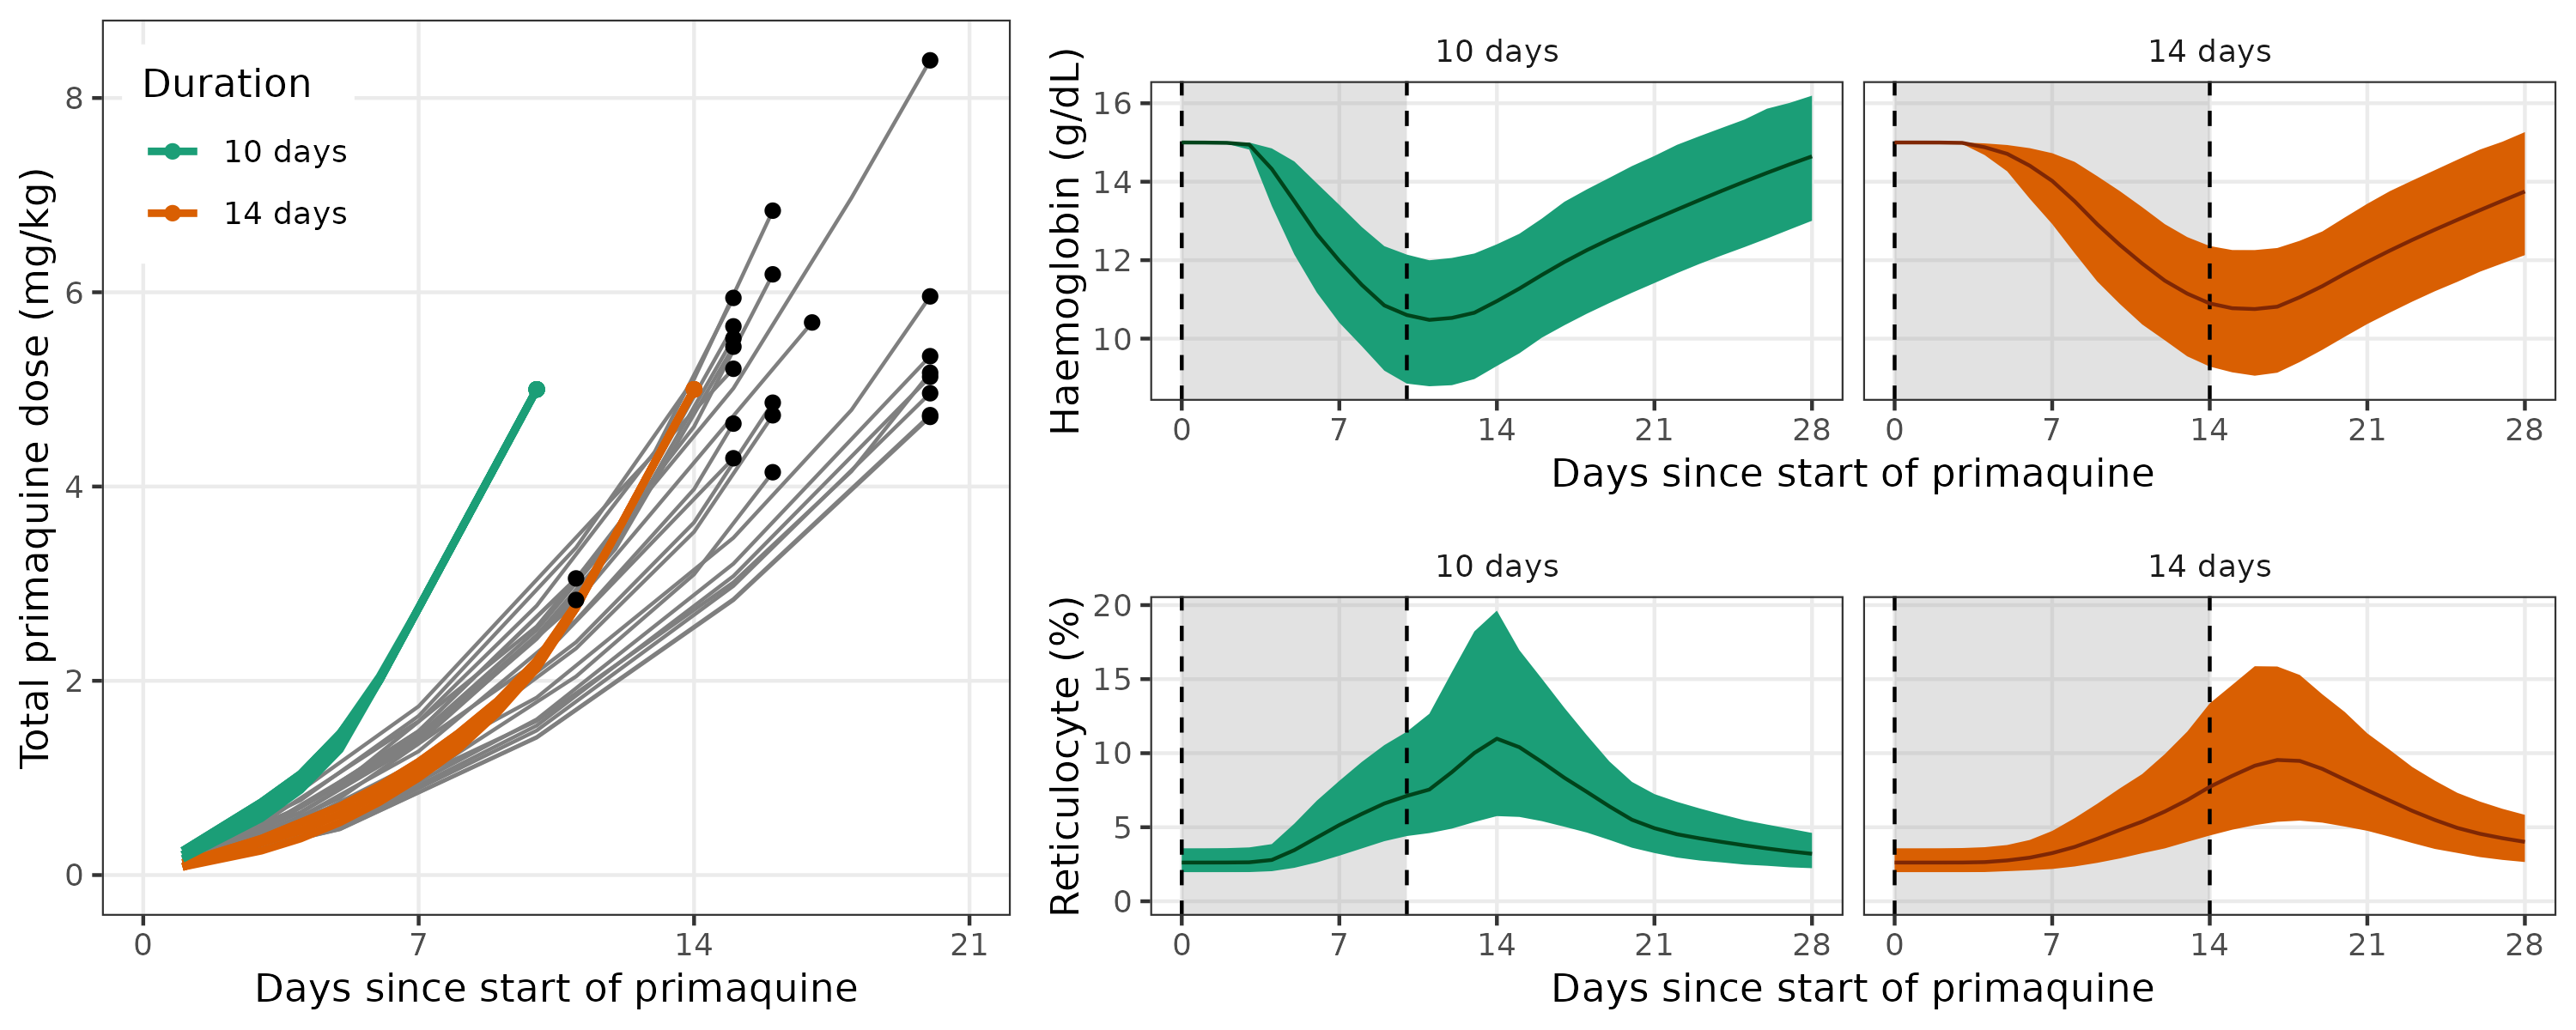 Total primaquine dose (mg/kg)
8
6
4
2
0
Duration
10 days
14 days
0 7 14 21
Days since start of primaquine
Haemoglobin (g/dL)
10 days 14 days
16
14
12
10
0 7 14 21 28 0 7 14 21 28
Days since start of primaquine
Reticulocyte (%)
10 days 14 days
20
15
10
5
0
0 7 14 21 28 0 7 14 21 28
Days since start of primaquine